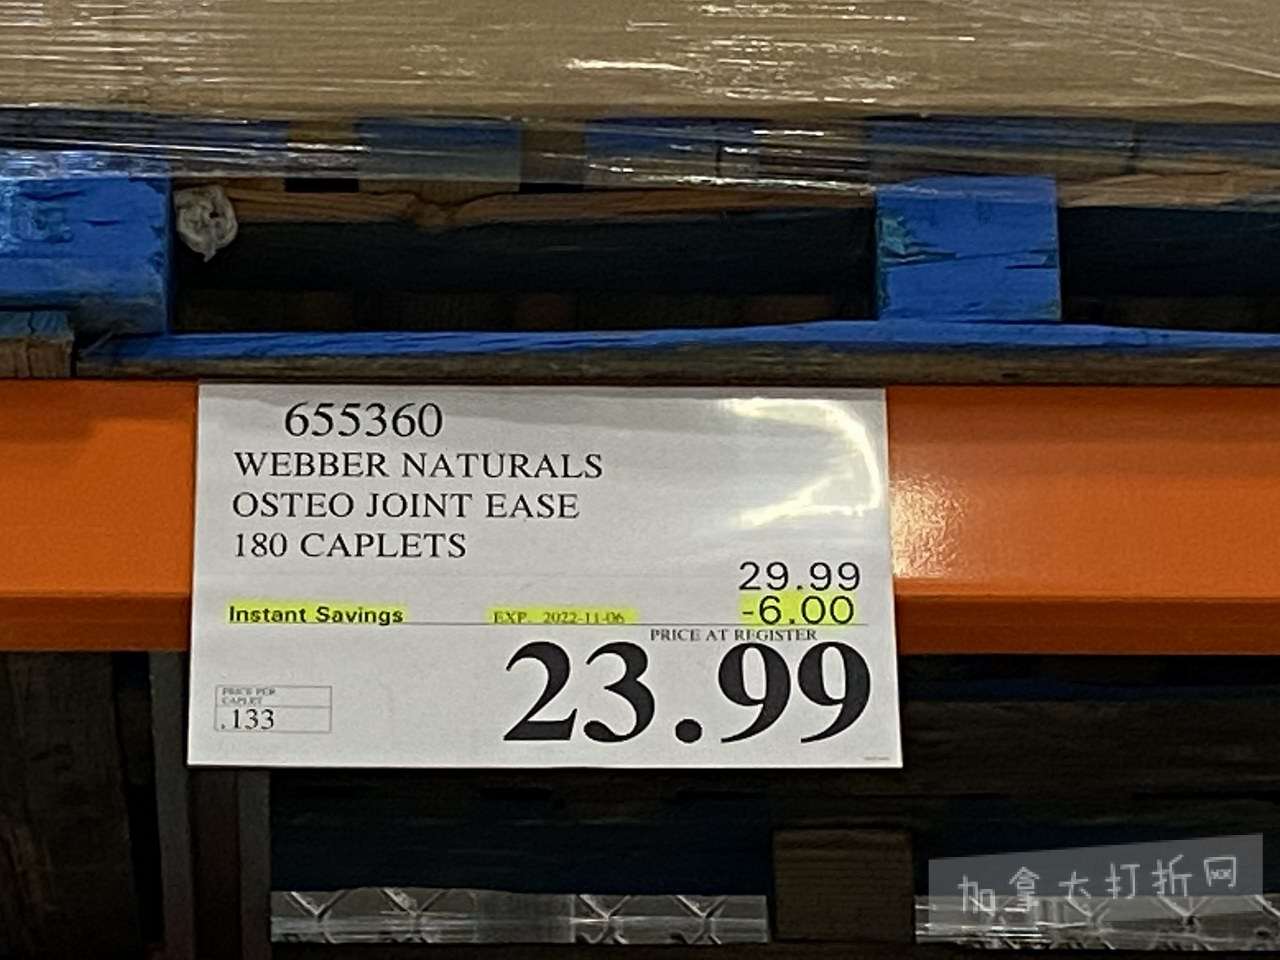 655360
WEBBER NATURALS
OSTEO JOINT EASE
180 CAPLETS
29.99
Instant Savings EXP. 2022-11-06 -6.00
PRICE AT REGISTER
23.99
PRICE PER
CAPLET
.133
加拿大打折网